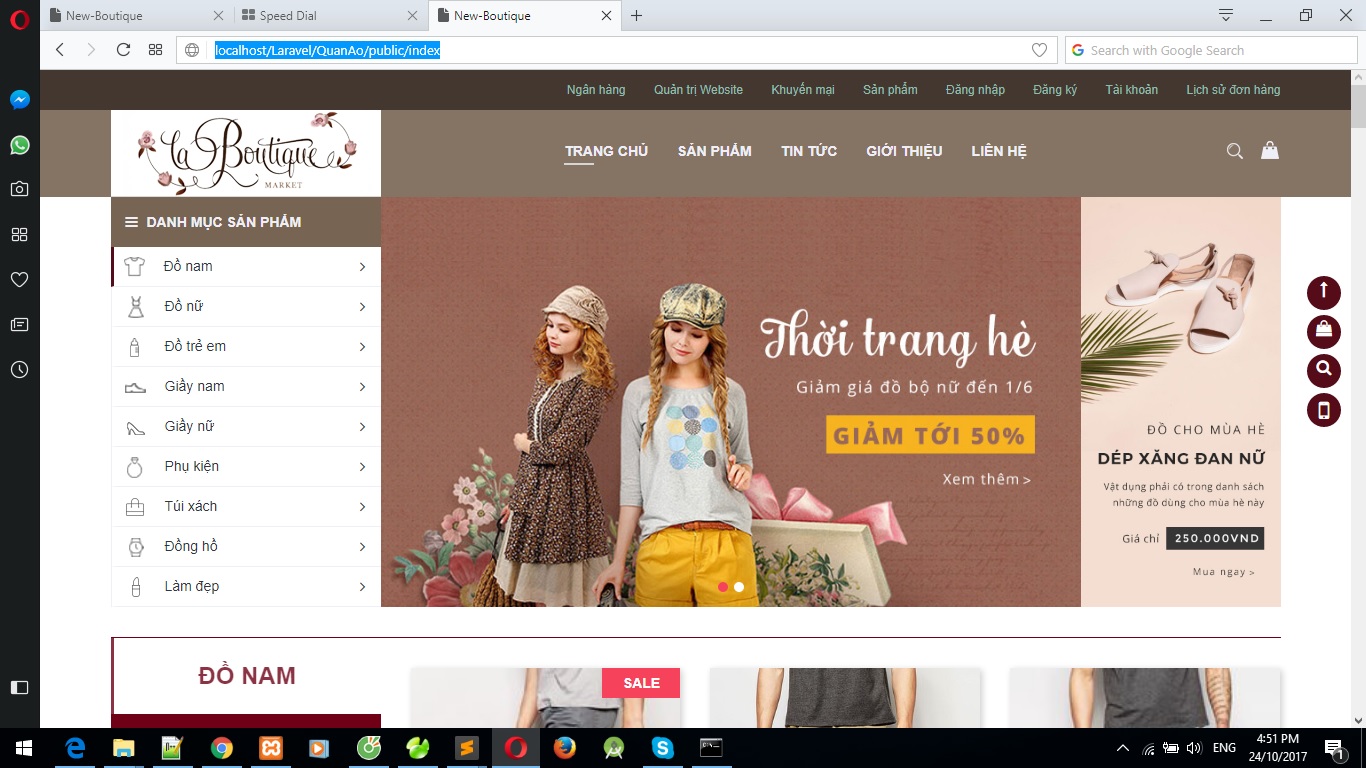 New-Boutique
Speed Dial
New-Boutique
localhost/Laravel/QuanAo/public/index
Search with Google Search
Ngân hàng
Quản trị Website
Khuyến mại
Sản phẩm
Đăng nhập
Đăng ký
Tài khoản
Lịch sử đơn hàng
la Boutique
MARKET
TRANG CHỦ
SẢN PHẨM
TIN TỨC
GIỚI THIỆU
LIÊN HỆ
DANH MỤC SẢN PHẨM
Đồ nam
Đồ nữ
Đồ trẻ em
Giầy nam
Giầy nữ
Phụ kiện
Túi xách
Đồng hồ
Làm đẹp
Thời trang hè
Giảm giá đồ bộ nữ đến 1/6
GIẢM TỚI 50%
Xem thêm >
ĐỒ CHO MÙA HÈ
DÉP XĂNG ĐAN NỮ
Vật dụng phải có trong danh sách
những đồ dùng cho mùa hè này
Giá chỉ 250.000VND
Mua ngay >
ĐỒ NAM
SALE
ENG
4:51 PM
24/10/2017
1